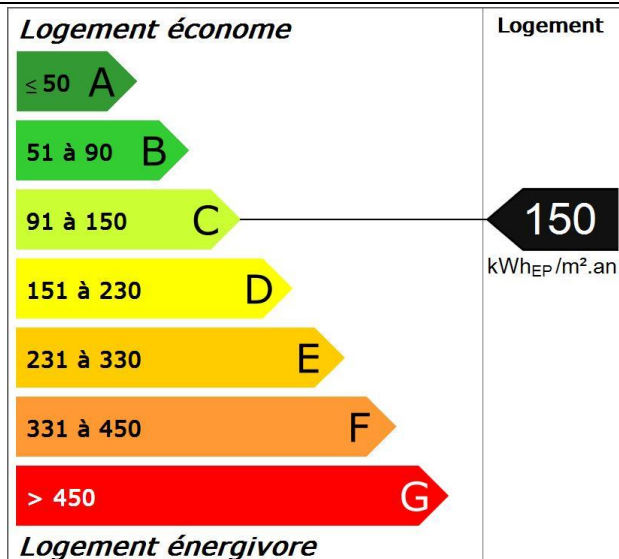 Logement économe
Logement
≤ 50 A
51 à 90 B
91 à 150 C
150
kWhEP/m².an
151 à 230 D
231 à 330 E
331 à 450 F
> 450 G
Logement énergivore